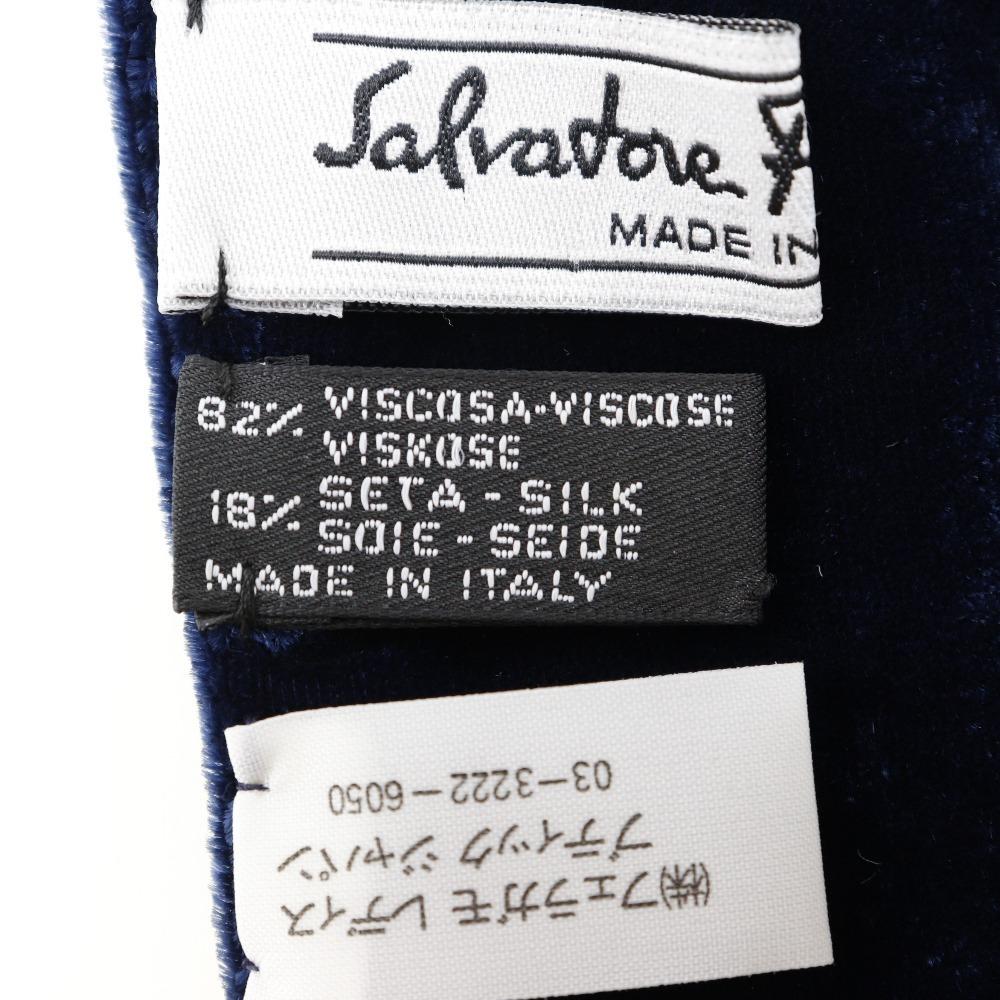 Salvatore
MADE IN
82% VISCOSA-VISCOSE
VISKOSE
18% SETA - SILK
SOIE - SEIDE
MADE IN ITALY
㈱フェラガモ レディス
ブティック ジャパン
03-3222-6050